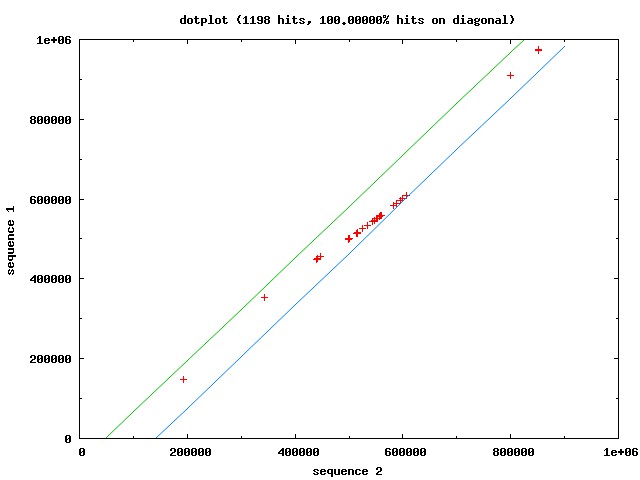 dotplot (1198 hits, 100.00000% hits on diagonal)
1e+06
800000
600000
400000
200000
0
sequence 1
0 200000 400000 600000 800000 1e+06
sequence 2